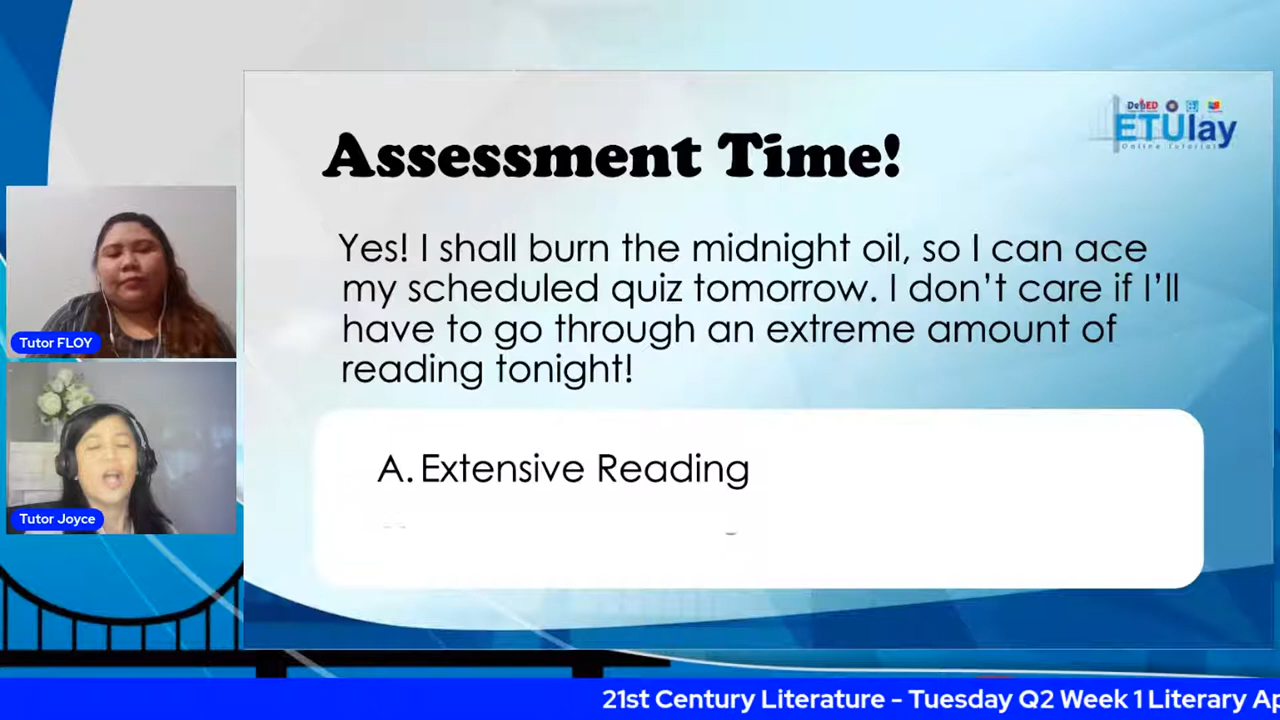 Assessment Time!
DepED
ETUlay
Online Tutorial
Yes! I shall burn the midnight oil, so I can ace
my scheduled quiz tomorrow. I don’t care if I’ll
have to go through an extreme amount of
reading tonight!
A. Extensive Reading
Tutor FLOY
Tutor Joyce
21st Century Literature - Tuesday Q2 Week 1 Literary Ap